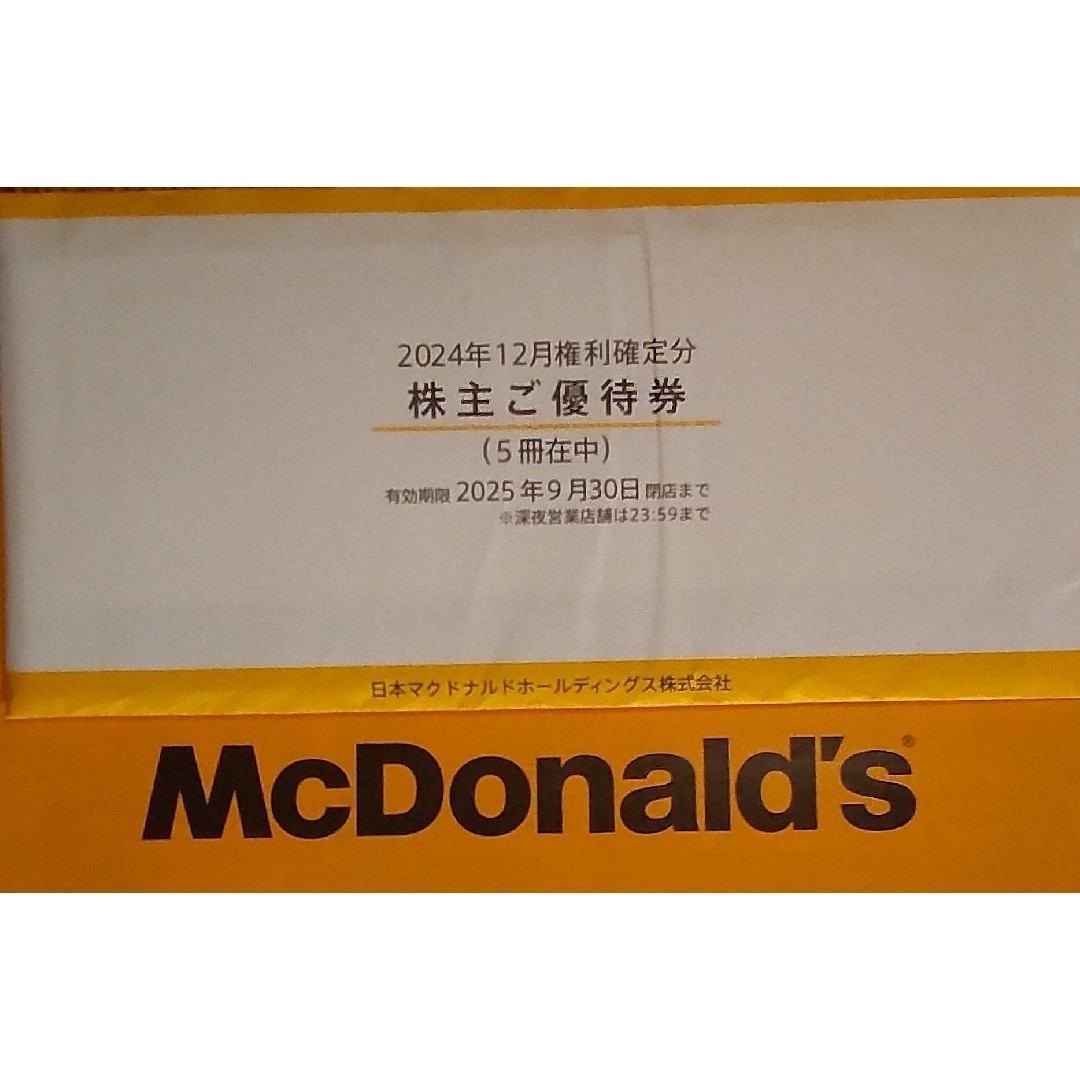 2024年12月権利確定分
株主ご優待券
(5冊在中)
有効期限 2025年9月30日 閉店まで
※深夜営業店舗は23:59まで
日本マクドナルドホールディングス株式会社
McDonald's®